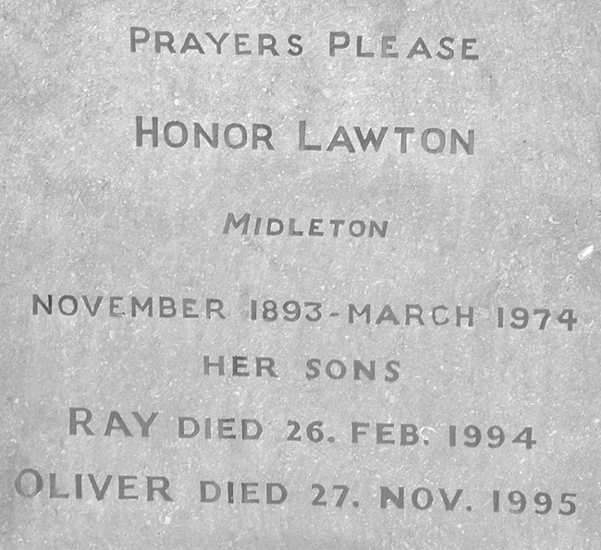 PRAYERS PLEASE
HONOR LAWTON
MIDLETON
NOVEMBER 1893-MARCH 1974
HER SONS
RAY DIED 26. FEB. 1994
OLIVER DIED 27. NOV. 1995